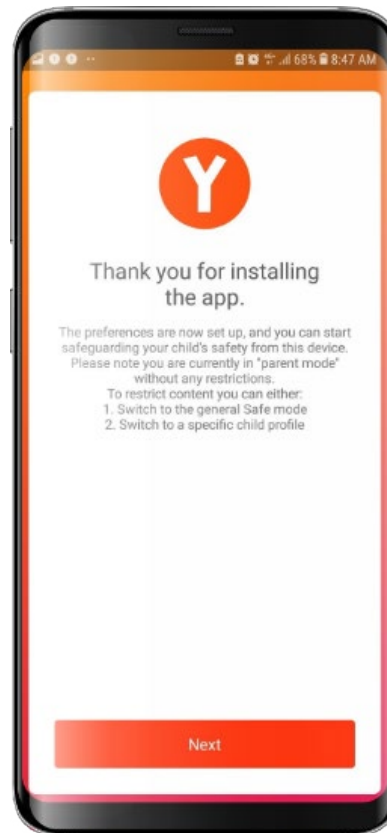 68% 8:47 AM
Y
Thank you for installing
the app.
The preferences are now set up, and you can start
safeguarding your child's safety from this device.
Please note you are currently in "parent mode"
without any restrictions.
To restrict content you can either:
1. Switch to the general Safe mode
2. Switch to a specific child profile
Next